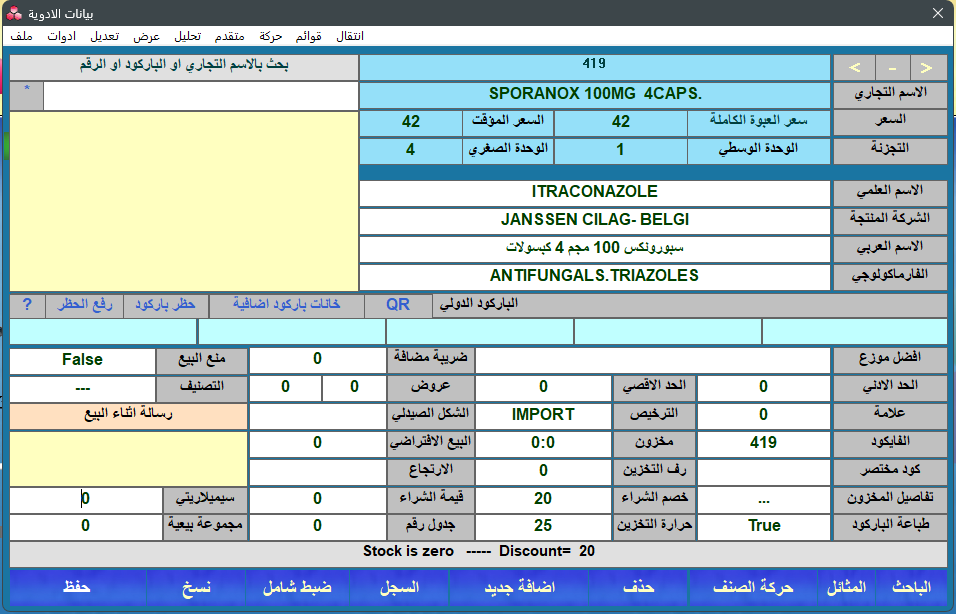 بيانات الادوية
ملف ادوات تعديل عرض تحليل متقدم حركة قوائم انتقال
< - >
419
بحث بالاسم التجاري او الباركود او الرقم
الاسم التجاري SPORANOX 100MG 4CAPS.
*
السعر سعر العبوة الكاملة 42 السعر المؤقت 42
التجزئة الوحدة الوسطي 1 الوحدة الصغري 4
الاسم العلمي ITRACONAZOLE
الشركة المنتجة JANSSEN CILAG- BELGI
الاسم العربي سبورونكس 100 مجم 4 كبسولات
الفارماكولوجي ANTIFUNGALS.TRIAZOLES
الباركود الدولي QR خانات باركود اضافية حظر باركود رفع الحظر ?
افضل موزع ضريبة مضافة 0 منع البيع False
الحد الادني 0 الحد الاقصي 0 عروض 0 0 التصنيف ---
علامة 0 الترخيص IMPORT الشكل الصيدلي رسالة اثناء البيع
الفايكود 419 مخزون 0:0 البيع الافتراضي 0
كود مختصر رف التخزين 0 الارتجاع
تفاصيل المخزون ... خصم الشراء 20 قيمة الشراء 0 سيميلاريتي 0
طباعة الباركود True حرارة التخزين 25 جدول رقم 0 مجموعة بيعية 0
Stock is zero ----- Discount= 20
الباحث المثائل حركة الصنف حذف اضافة جديد السجل ضبط شامل نسخ حفظ